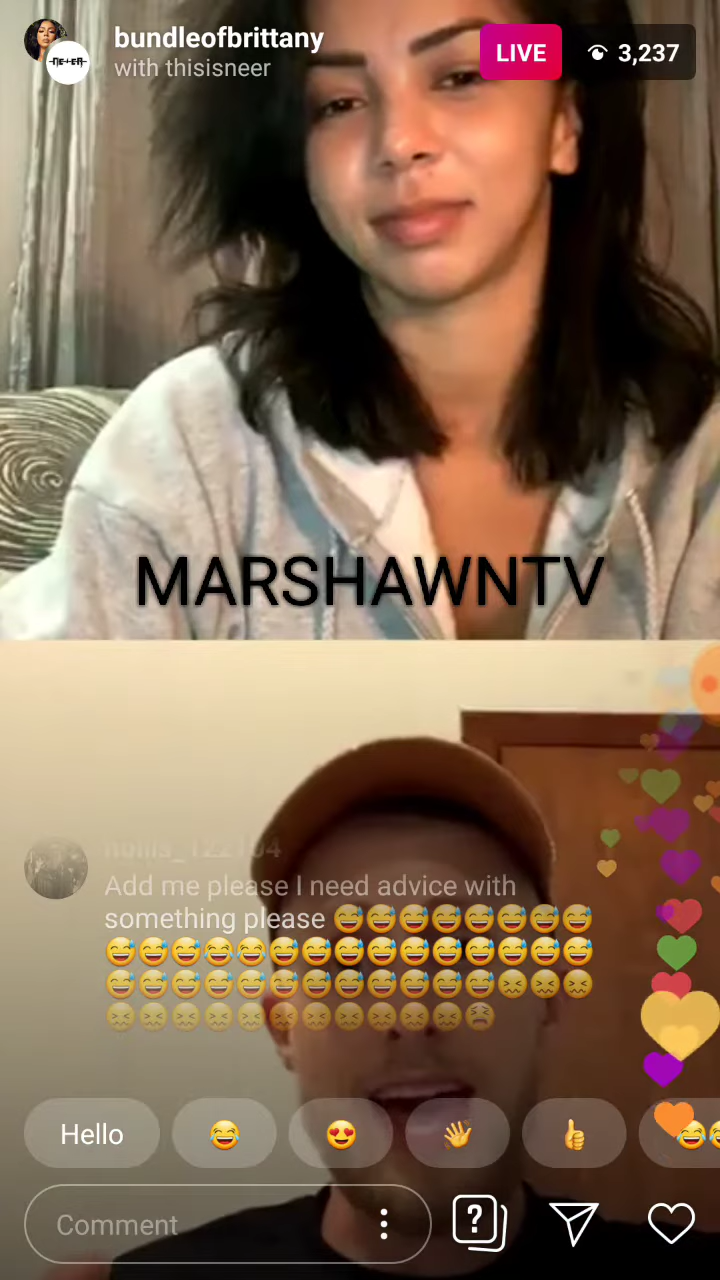 bundleofbrittany
LIVE
3,237
with thisisneer
MARSHAWNTV
Add me please I need advice with
something please 😅😅😅😅😅😅😅😅
😅😅😅😂😂😅😅😅😅😅😅😅😅😅😅
😅😅😅😅😅😅😅😅😅😅😅😅😖😖😖
😖😖😖😖😖😖😖😖😖😖😖😫
Hello 😂 😍 👋 👍 😂😂
Comment
?